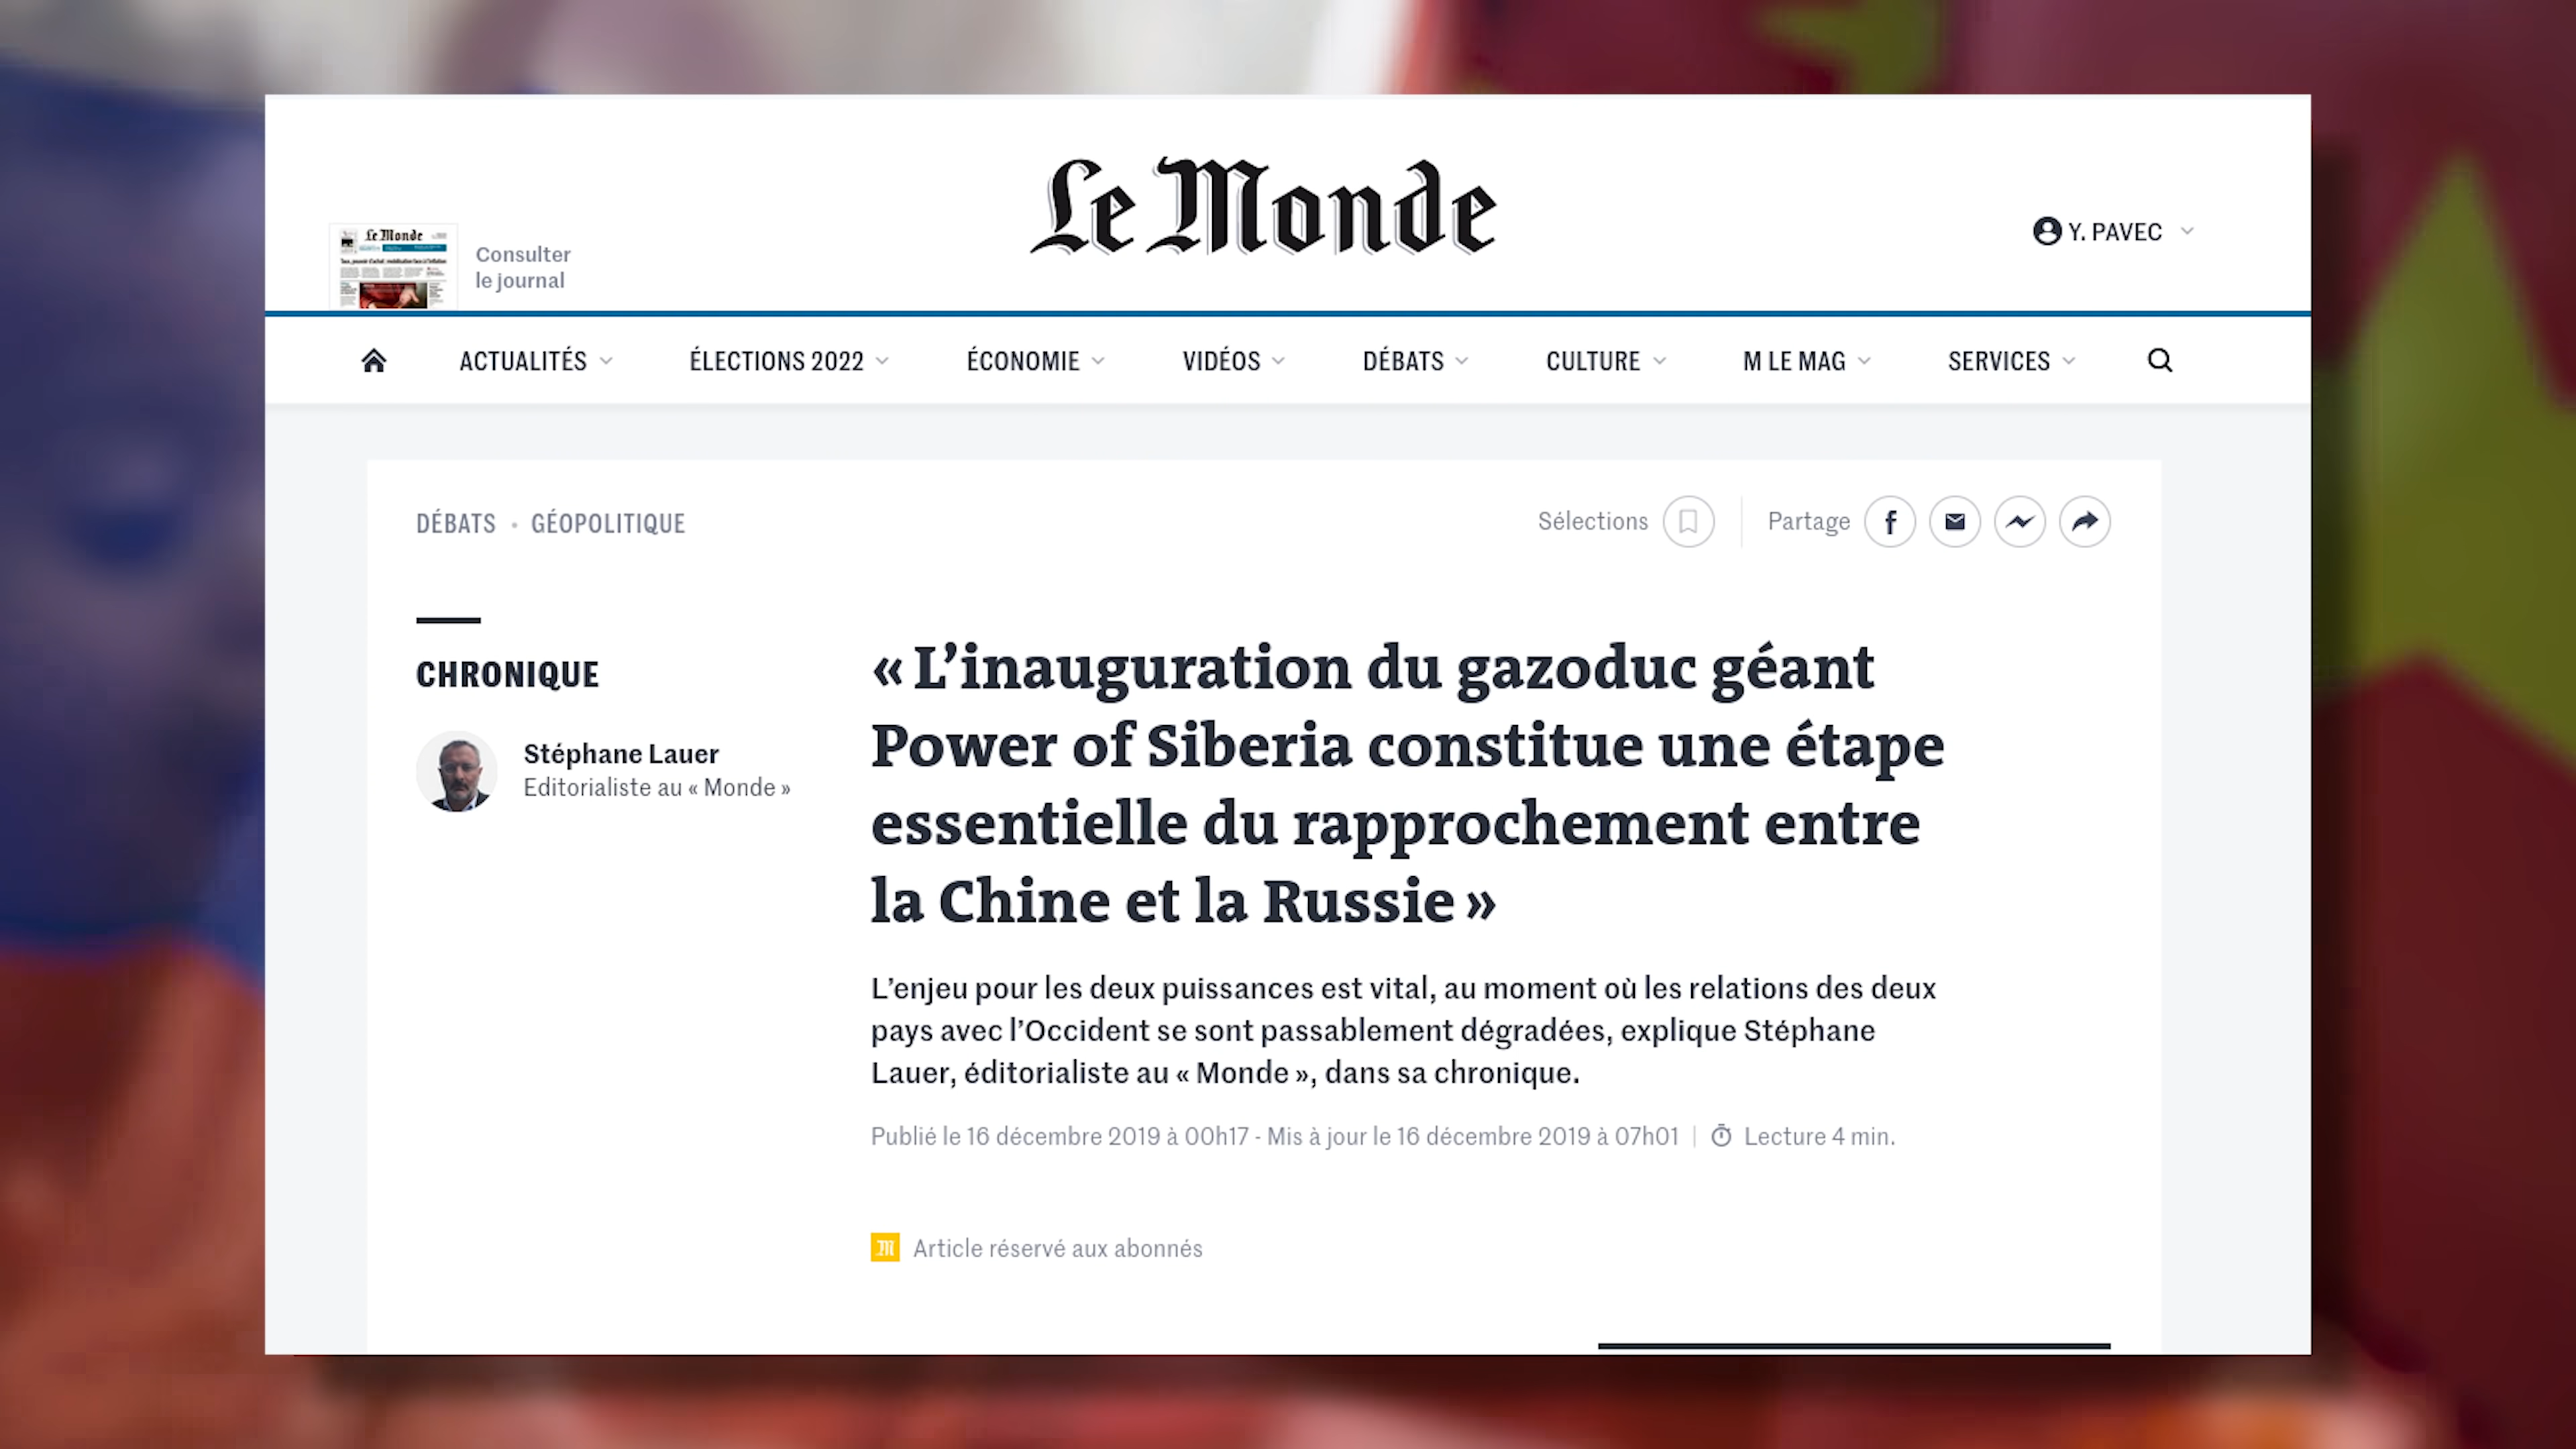 Le Monde
Le Monde
Consulter
le journal
Y. PAVEC
ACTUALITÉS
ÉLECTIONS 2022
ÉCONOMIE
VIDÉOS
DÉBATS
CULTURE
M LE MAG
SERVICES
DÉBATS • GÉOPOLITIQUE
Sélections
Partage
CHRONIQUE
Stéphane Lauer
Editorialiste au « Monde »
« L’inauguration du gazoduc géant
Power of Siberia constitue une étape
essentielle du rapprochement entre
la Chine et la Russie »
L’enjeu pour les deux puissances est vital, au moment où les relations des deux
pays avec l’Occident se sont passablement dégradées, explique Stéphane
Lauer, éditorialiste au « Monde », dans sa chronique.
Publié le 16 décembre 2019 à 00h17 - Mis à jour le 16 décembre 2019 à 07h01 | Lecture 4 min.
M Article réservé aux abonnés